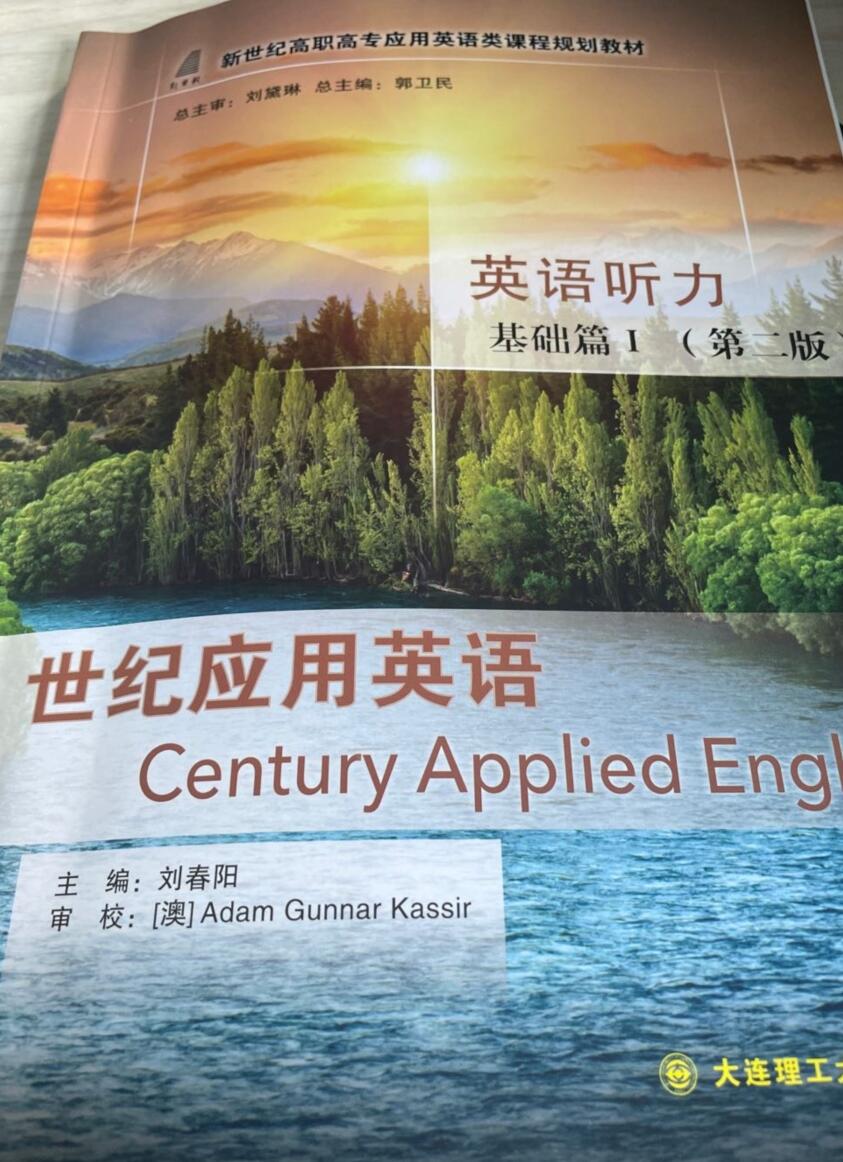 新世纪高职高专应用英语类课程规划教材
总主审：刘黛琳 总主编：郭卫民
英语听力
基础篇 I （第二版）
世纪应用英语
Century Applied Engl
主 编：刘春阳
审 校：[澳] Adam Gunnar Kassir
大连理工大